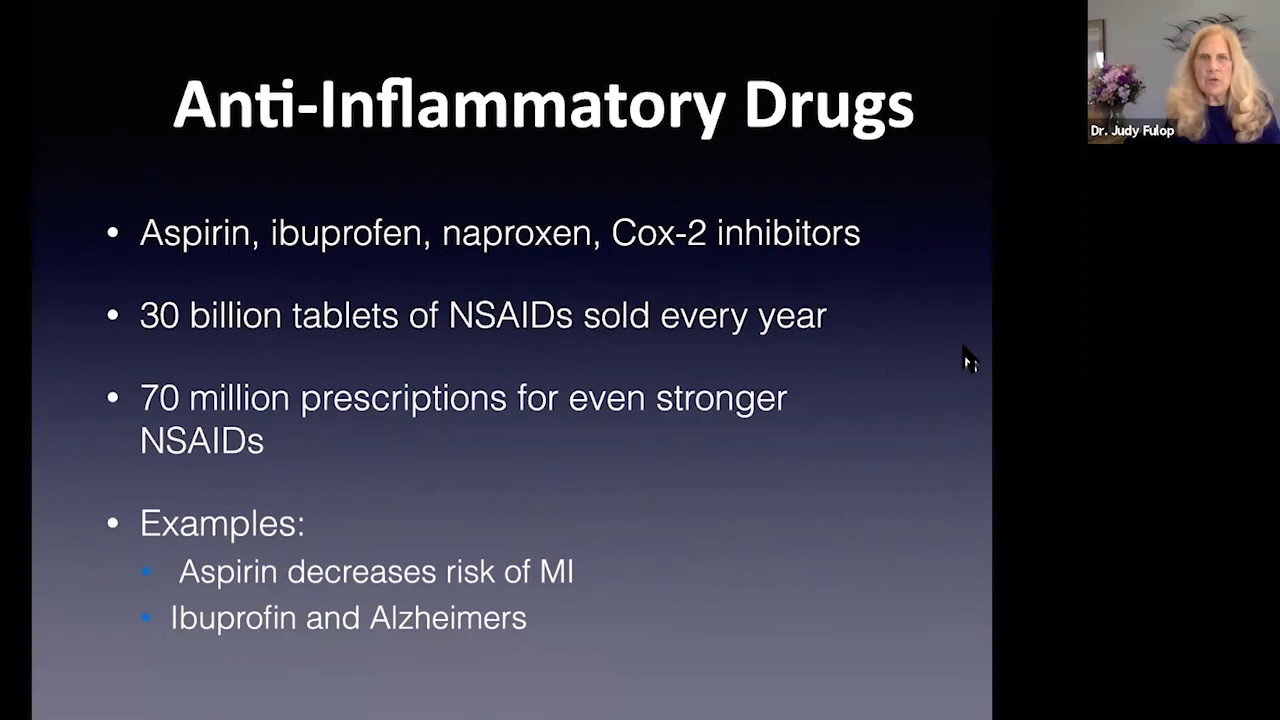 Anti-Inflammatory Drugs
• Aspirin, ibuprofen, naproxen, Cox-2 inhibitors
• 30 billion tablets of NSAIDs sold every year
• 70 million prescriptions for even stronger
NSAIDs
• Examples:
• Aspirin decreases risk of MI
• Ibuprofin and Alzheimers
Dr. Judy Fulop